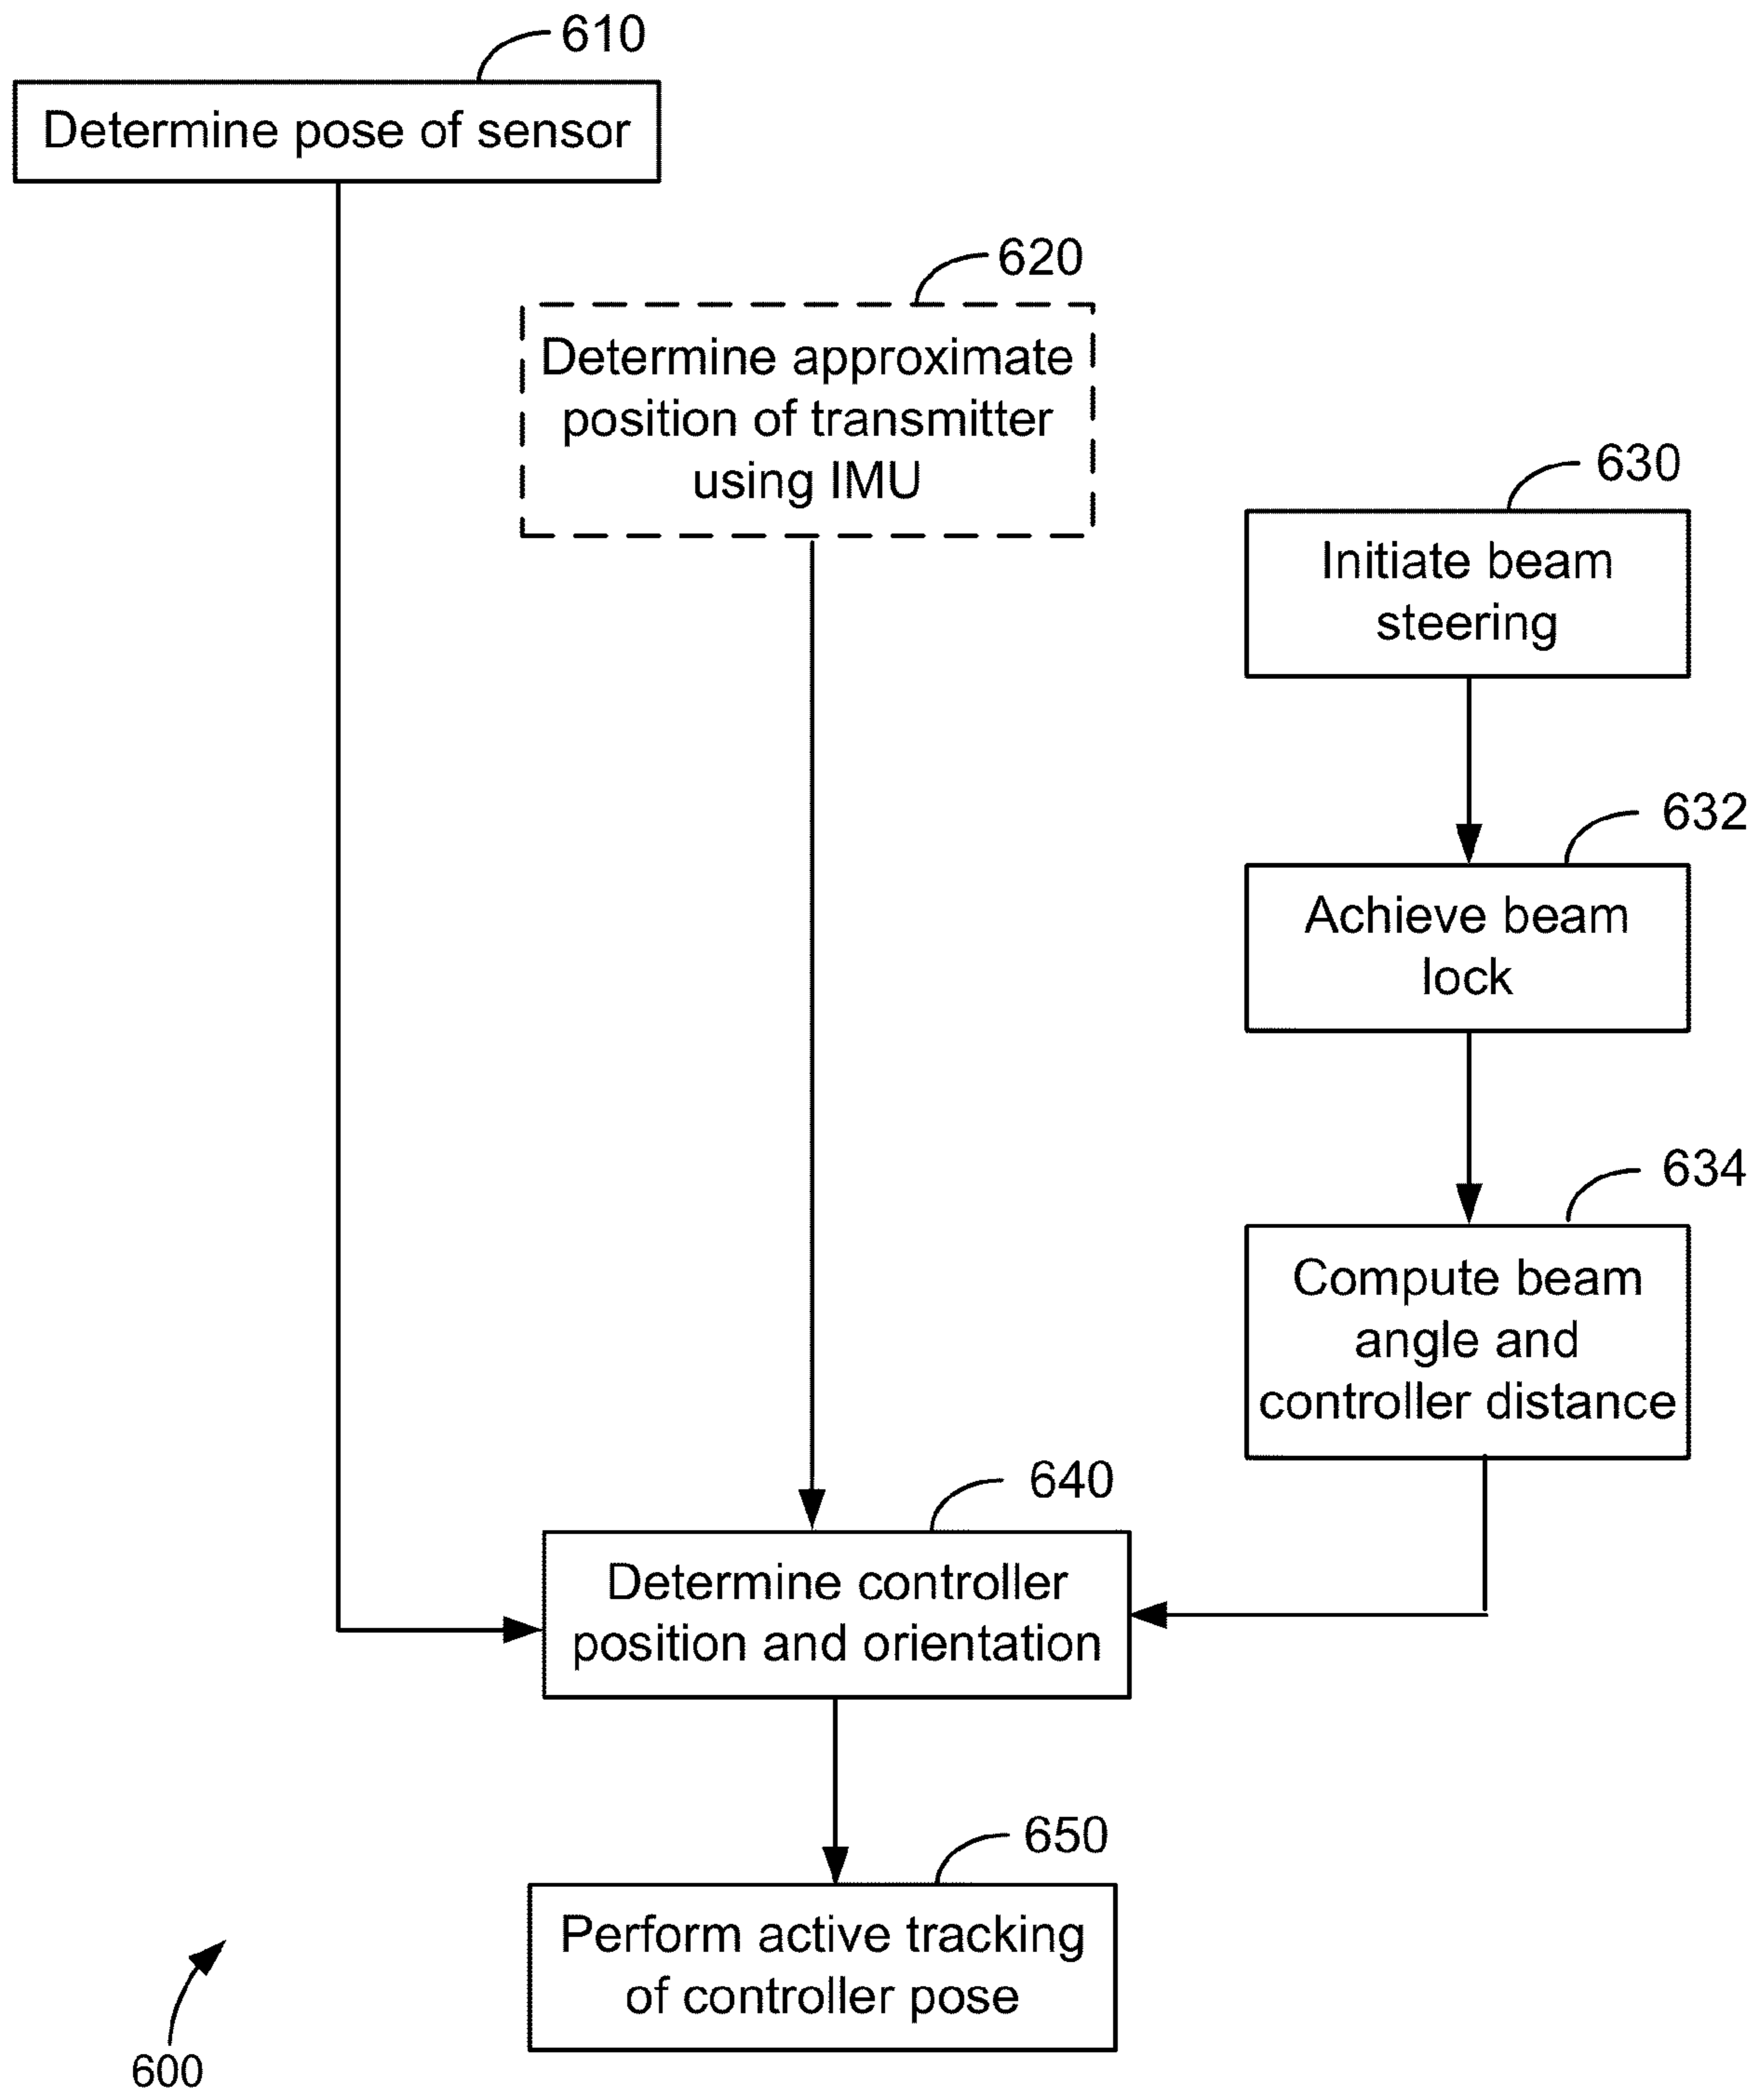 610
Determine pose of sensor
620
Determine approximate
position of transmitter
using IMU
630
Initiate beam
steering
632
Achieve beam
lock
634
Compute beam
angle and
controller distance
640
Determine controller
position and orientation
650
Perform active tracking
of controller pose
600